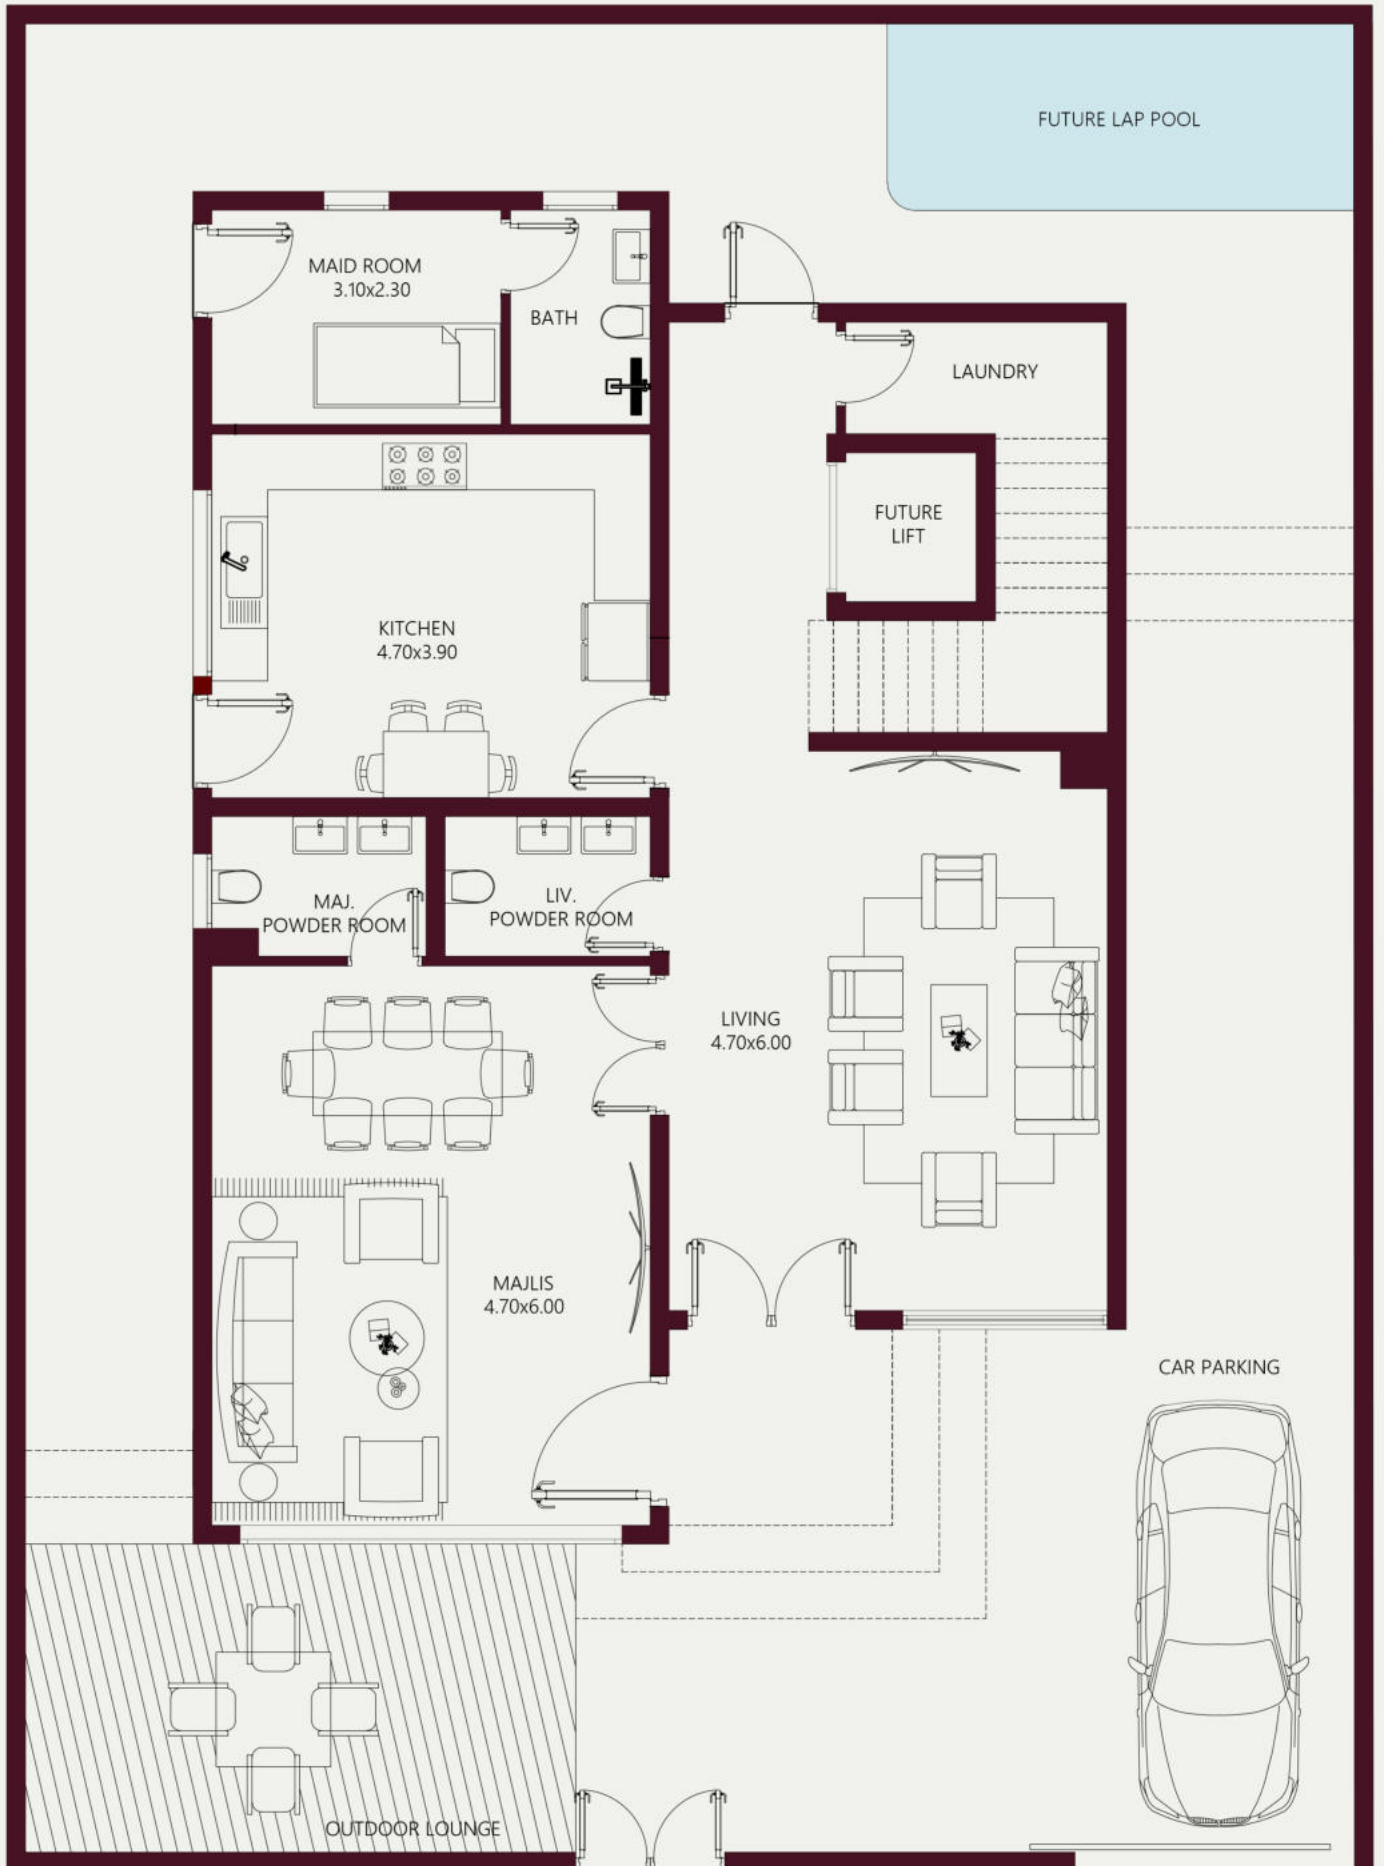 FUTURE LAP POOL
MAID ROOM
3.10x2.30
BATH
LAUNDRY
FUTURE
LIFT
KITCHEN
4.70x3.90
MAJ.
POWDER ROOM
LIV.
POWDER ROOM
LIVING
4.70x6.00
MAJLIS
4.70x6.00
CAR PARKING
OUTDOOR LOUNGE